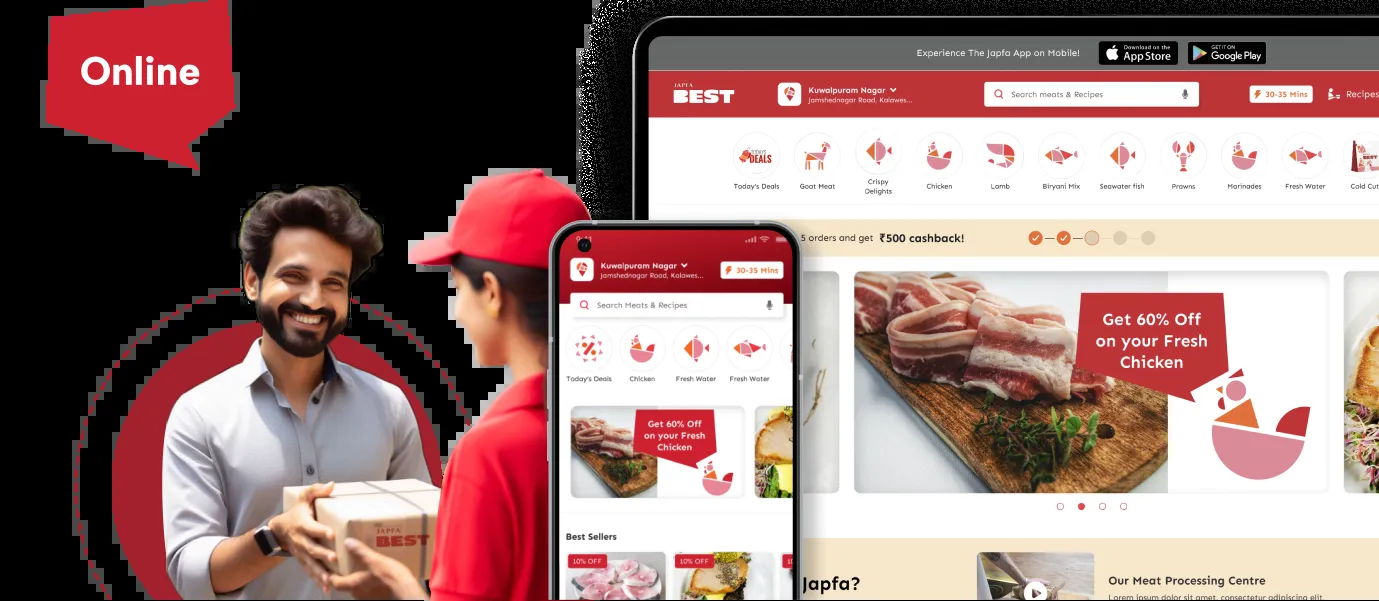 Online
Experience The Japfa App on Mobile!
Download on the
App Store
GET IT ON
Google Play
JAPFA
BEST
Kuwalpuram Nagar
Jamshednagar Road, Kalawes...
Search meats & Recipes
30-35 Mins
Recipes
TODAY'S
DEALS
Today's Deals
Goat Meat
Crispy
Delights
Chicken
Lamb
Biryani Mix
Seawater fish
Prawns
Marinades
Fresh Water
Cold Cut
5 orders and get ₹500 cashback!
Get 60% Off
on your Fresh
Chicken
Japfa?
Our Meat Processing Centre
Lorem ipsum dolor sit amet, consectetur adipiscing elit.
Kuwalpuram Nagar
Jamshednagar Road, Kalawes...
30-35 Mins
Search Meats & Recipes
Today's Deals
Chicken
Fresh Water
Fresh Water
Get 60% Off
on your Fresh
Chicken
Best Sellers
10% OFF
10% OFF
JAPFA
BEST